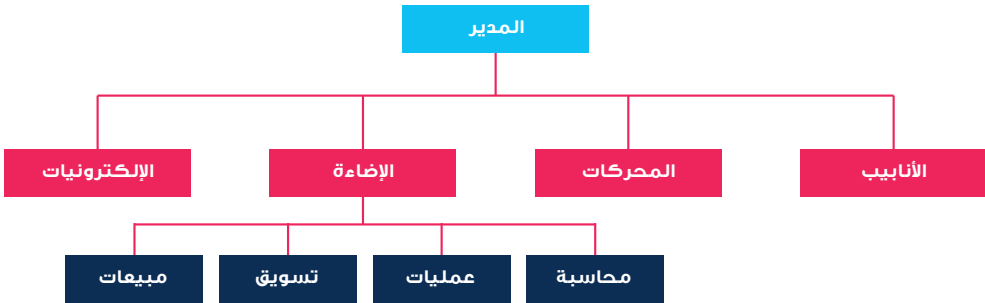 المدير
الأنابيب
المحركات
الإضاءة
الإلكترونيات
محاسبة
عمليات
تسويق
مبيعات